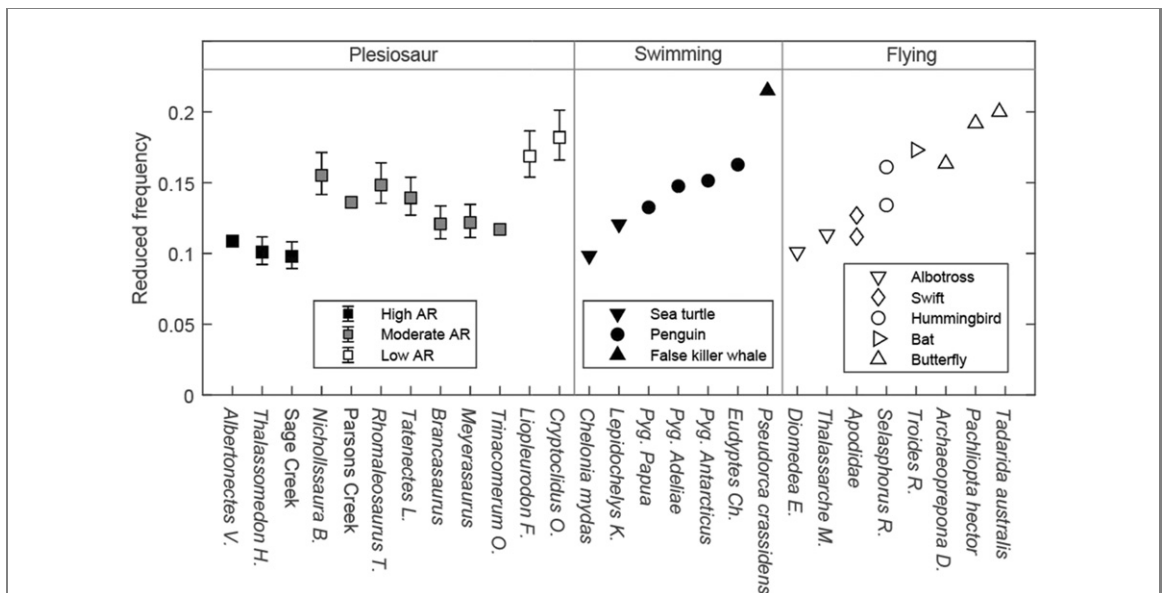 Plesiosaur
Swimming
Flying
Reduced frequency
0.2
0.15
0.1
0.05
0
High AR
Moderate AR
Low AR
Sea turtle
Penguin
False killer whale
Albotross
Swift
Hummingbird
Bat
Butterfly
Albertonectes V.
Thalassomedon H.
Sage Creek
Nichollssaura B.
Parsons Creek
Rhomaleosaurus T.
Tatenectes L.
Brancasaurus
Meyerasaurus
Trinacomerum O.
Liopleurodon F.
Cryptoclidus O.
Chelonia mydas
Lepidochelys K.
Pyg. Papua
Pyg. Adeliae
Pyg. Antarcticus
Eudyptes Ch.
Pseudorca crassidens
Diomedea E.
Thalassarche M.
Apodidae
Selasphorus R.
Troides R.
Archaeoprepona D.
Pachliopta hector
Tadarida australis